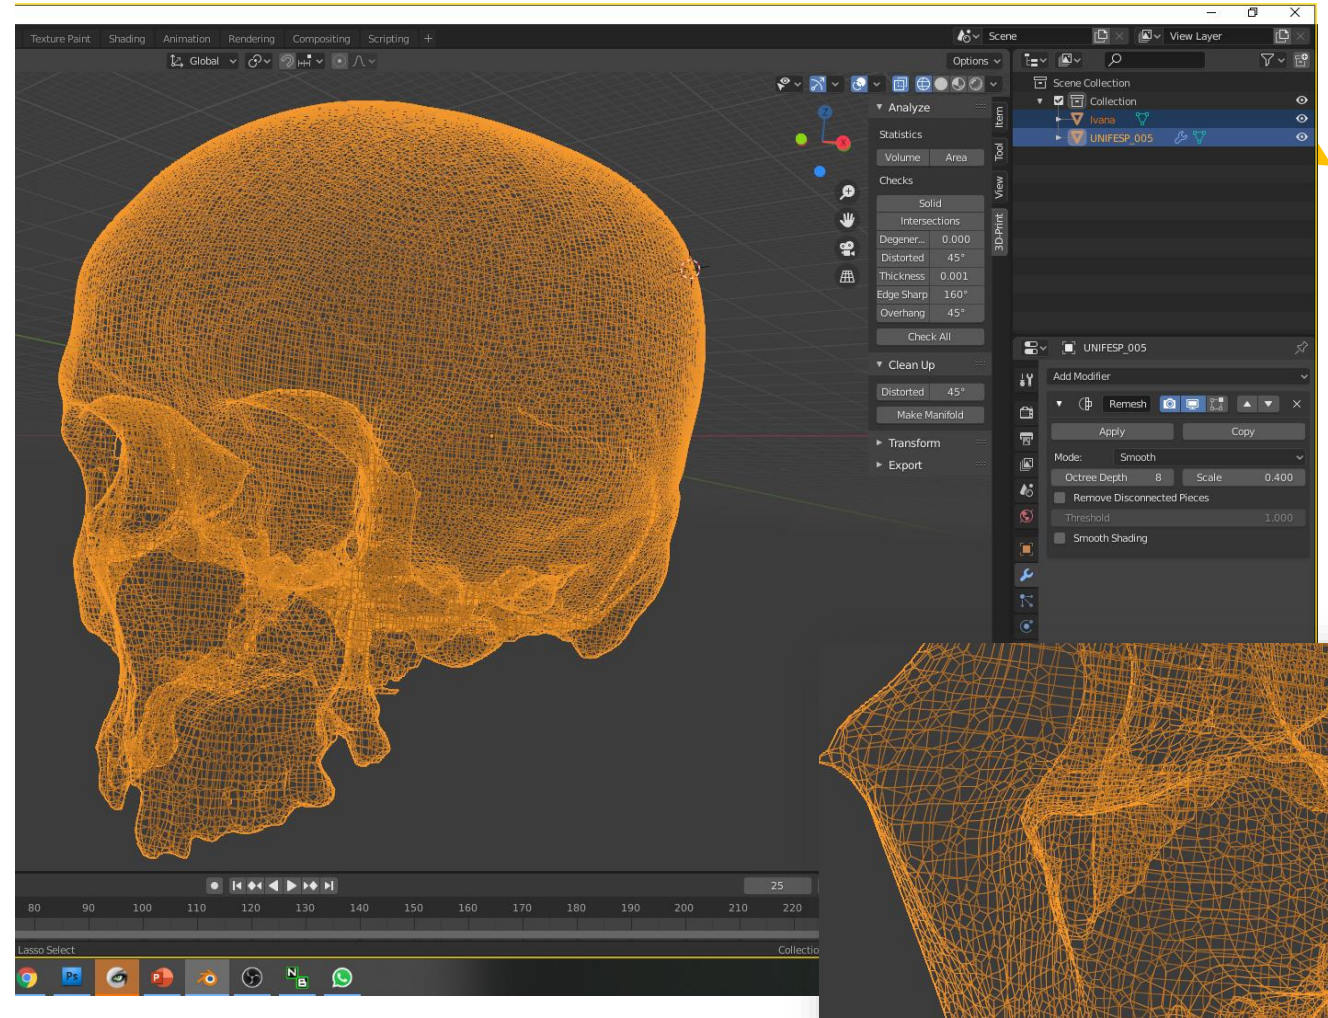 Texture Paint Shading Animation Rendering Compositing Scripting +
Scene
View Layer
Global
Options
Scene Collection
Collection
Ivana
UNIFESP_005
Z
X
Analyze
Statistics
Volume Area
Checks
Solid
Intersections
Degener... 0.000
Distorted 45°
Thickness 0.001
Edge Sharp 160°
Overhang 45°
Check All
Clean Up
Distorted 45°
Make Manifold
Transform
Export
Item
Tool
View
3D-Print
UNIFESP_005
Add Modifier
Remesh
Apply Copy
Mode: Smooth
Octree Depth 8 Scale 0.400
Remove Disconnected Pieces
Threshold 1.000
Smooth Shading
25
80 90 100 110 120 130 140 150 160 170 180 190 200 210 220
Lasso Select
Collectio
Ps
P
N
B